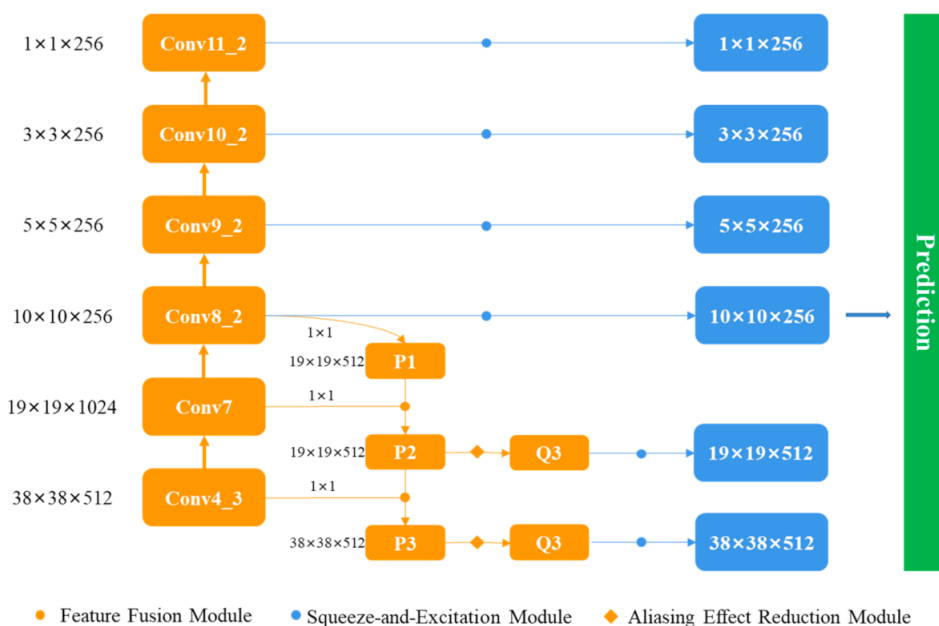 1×1×256 Conv11_2 1×1×256
3×3×256 Conv10_2 3×3×256
5×5×256 Conv9_2 5×5×256
10×10×256 Conv8_2 10×10×256
1×1
19×19×512 P1
19×19×1024 Conv7 1×1
19×19×512 P2 Q3 19×19×512
38×38×512 Conv4_3 1×1
38×38×512 P3 Q3 38×38×512
Prediction
Feature Fusion Module Squeeze-and-Excitation Module Aliasing Effect Reduction Module